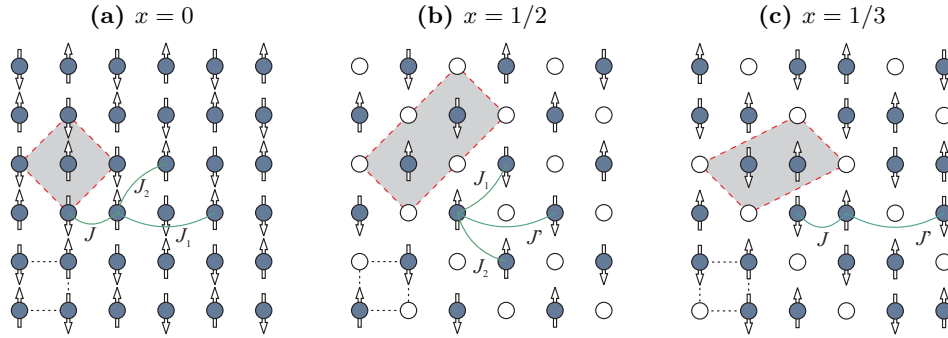 (a) x = 0
(b) x = 1/2
(c) x = 1/3
J₂
J
J₁
J₁
J'
J₂
J
J'